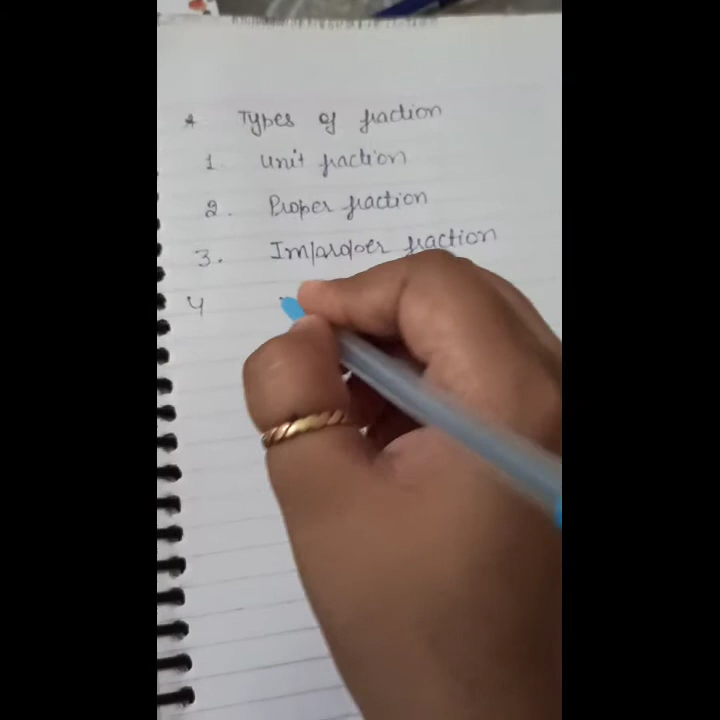 * Types of fraction
1. Unit fraction
2. Proper fraction
3. Improper fraction
4